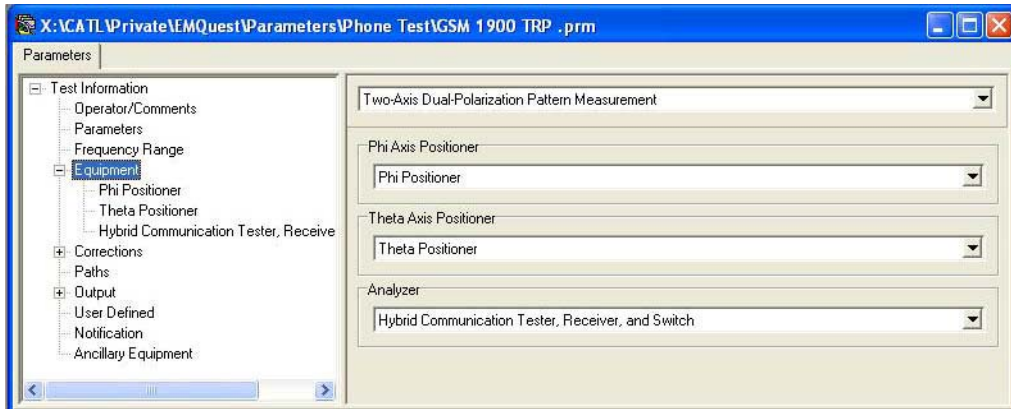 X:\CATL\Private\EMQuest\Parameters\Phone Test\GSM 1900 TRP .prm
Parameters
Test Information
Operator/Comments
Parameters
Frequency Range
Equipment
Phi Positioner
Theta Positioner
Hybrid Communication Tester, Receive
Corrections
Paths
Output
User Defined
Notification
Ancillary Equipment
Two-Axis Dual-Polarization Pattern Measurement
Phi Axis Positioner
Phi Positioner
Theta Axis Positioner
Theta Positioner
Analyzer
Hybrid Communication Tester, Receiver, and Switch